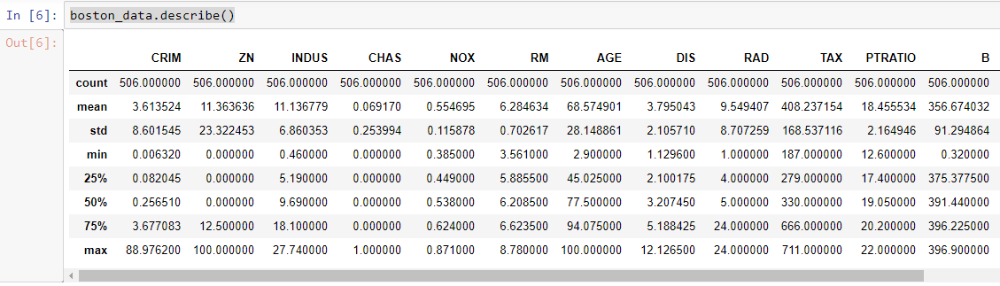 In [6]: boston_data.describe()
Out[6]:
CRIM ZN INDUS CHAS NOX RM AGE DIS RAD TAX PTRATIO B
count 506.000000 506.000000 506.000000 506.000000 506.000000 506.000000 506.000000 506.000000 506.000000 506.000000 506.000000 506.000000
mean 3.613524 11.363636 11.136779 0.069170 0.554695 6.284634 68.574901 3.795043 9.549407 408.237154 18.455534 356.674032
std 8.601545 23.322453 6.860353 0.253994 0.115878 0.702617 28.148861 2.105710 8.707259 168.537116 2.164946 91.294864
min 0.006320 0.000000 0.460000 0.000000 0.385000 3.561000 2.900000 1.129600 1.000000 187.000000 12.600000 0.320000
25% 0.082045 0.000000 5.190000 0.000000 0.449000 5.885500 45.025000 2.100175 4.000000 279.000000 17.400000 375.377500
50% 0.256510 0.000000 9.690000 0.000000 0.538000 6.208500 77.500000 3.207450 5.000000 330.000000 19.050000 391.440000
75% 3.677083 12.500000 18.100000 0.000000 0.624000 6.623500 94.075000 5.188425 24.000000 666.000000 20.200000 396.225000
max 88.976200 100.000000 27.740000 1.000000 0.871000 8.780000 100.000000 12.126500 24.000000 711.000000 22.000000 396.900000